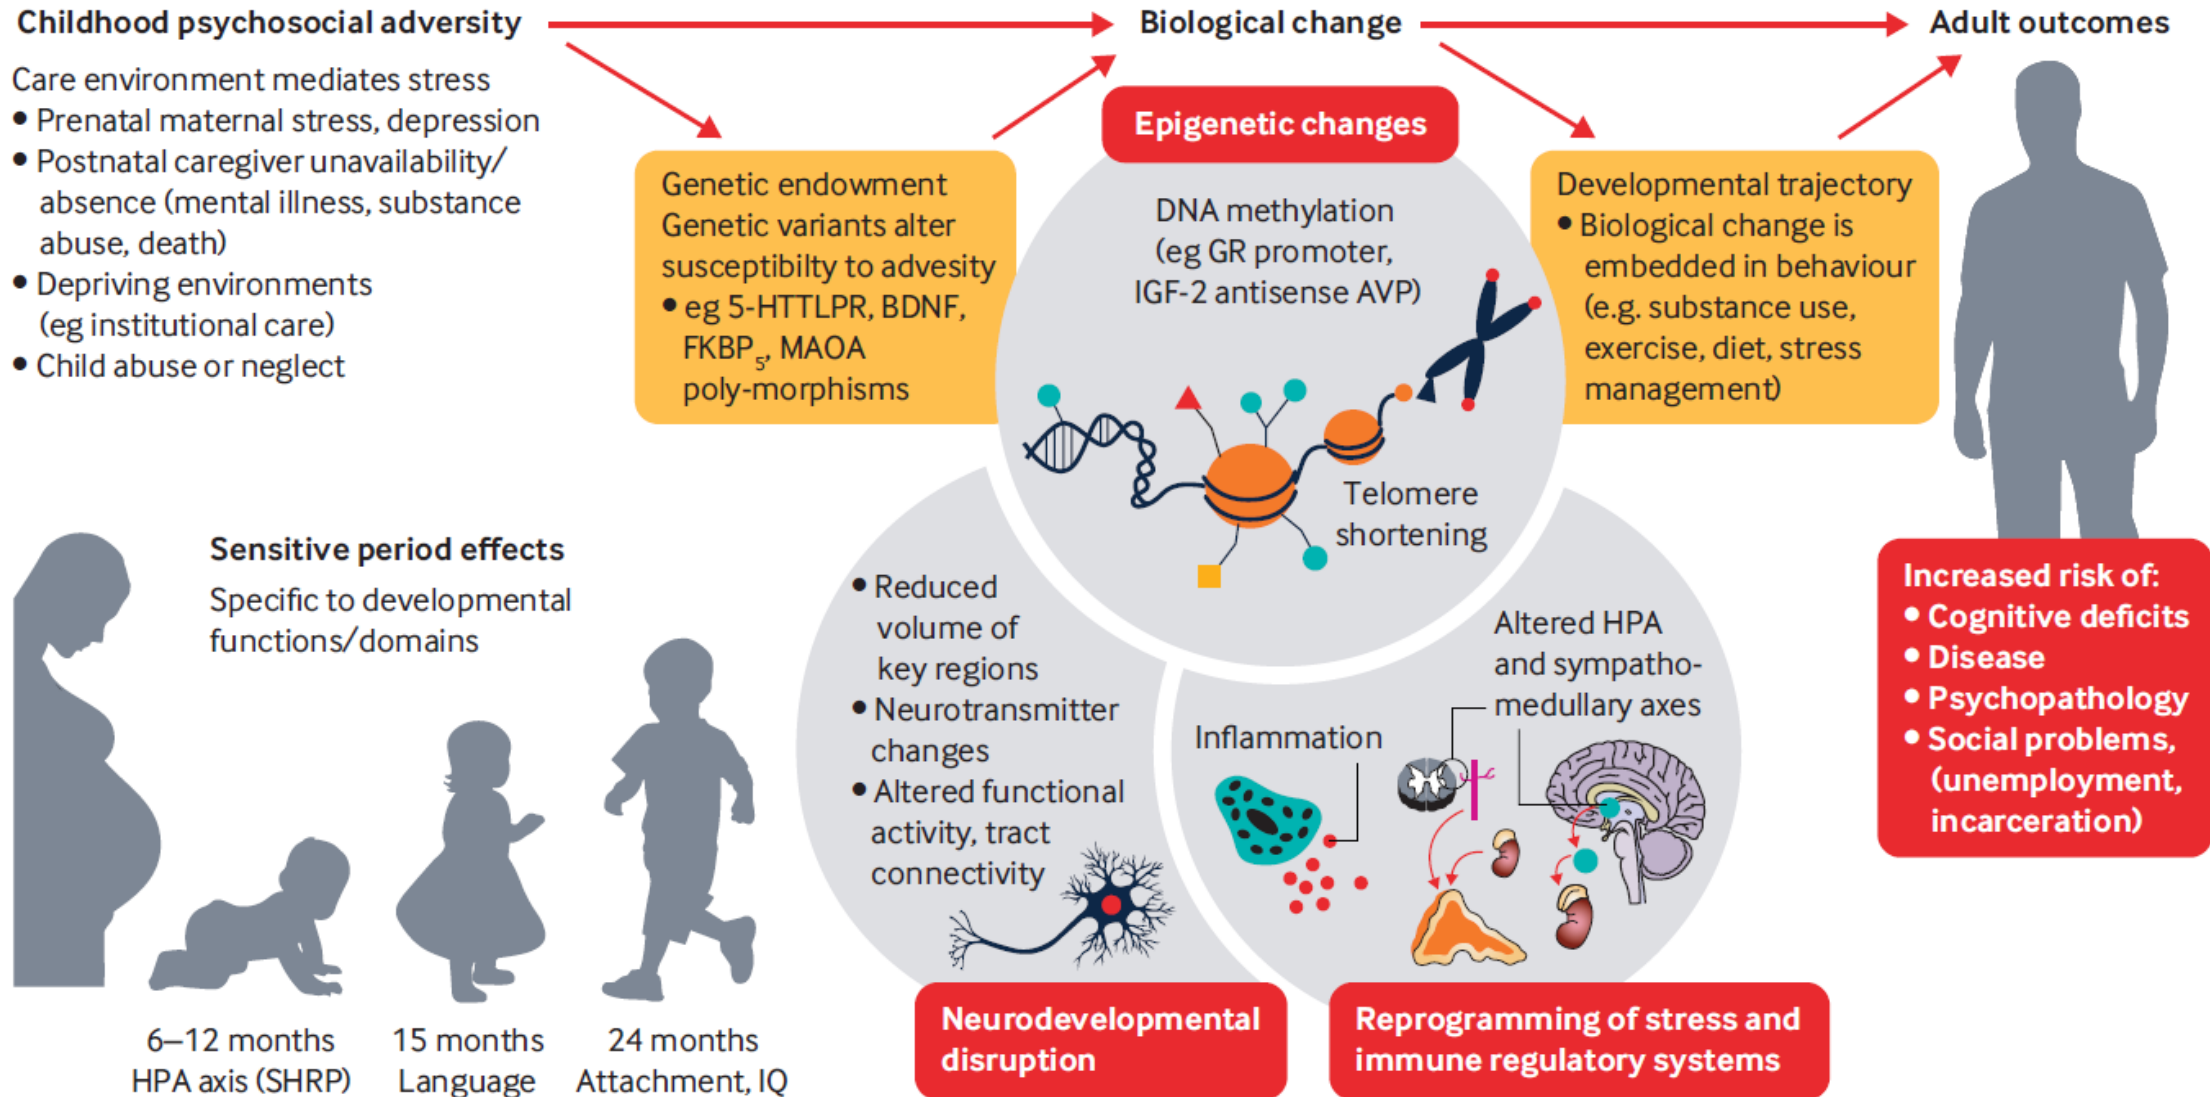 Childhood psychosocial adversity
Care environment mediates stress
• Prenatal maternal stress, depression
• Postnatal caregiver unavailability/
absence (mental illness, substance
abuse, death)
• Depriving environments
(eg institutional care)
• Child abuse or neglect
Genetic endowment
Genetic variants alter
susceptibilty to advesity
• eg 5-HTTLPR, BDNF,
FKBP5, MAOA
poly-morphisms
Biological change
Epigenetic changes
DNA methylation
(eg GR promoter,
IGF-2 antisense AVP)
Telomere
shortening
Developmental trajectory
• Biological change is
embedded in behaviour
(e.g. substance use,
exercise, diet, stress
management)
Adult outcomes
Increased risk of:
• Cognitive deficits
• Disease
• Psychopathology
• Social problems,
(unemployment,
incarceration)
Sensitive period effects
Specific to developmental
functions/domains
6–12 months
HPA axis (SHRP)
15 months
Language
24 months
Attachment, IQ
• Reduced
volume of
key regions
• Neurotransmitter
changes
• Altered functional
activity, tract
connectivity
Neurodevelopmental
disruption
Inflammation
Altered HPA
and sympatho-
medullary axes
Reprogramming of stress and
immune regulatory systems